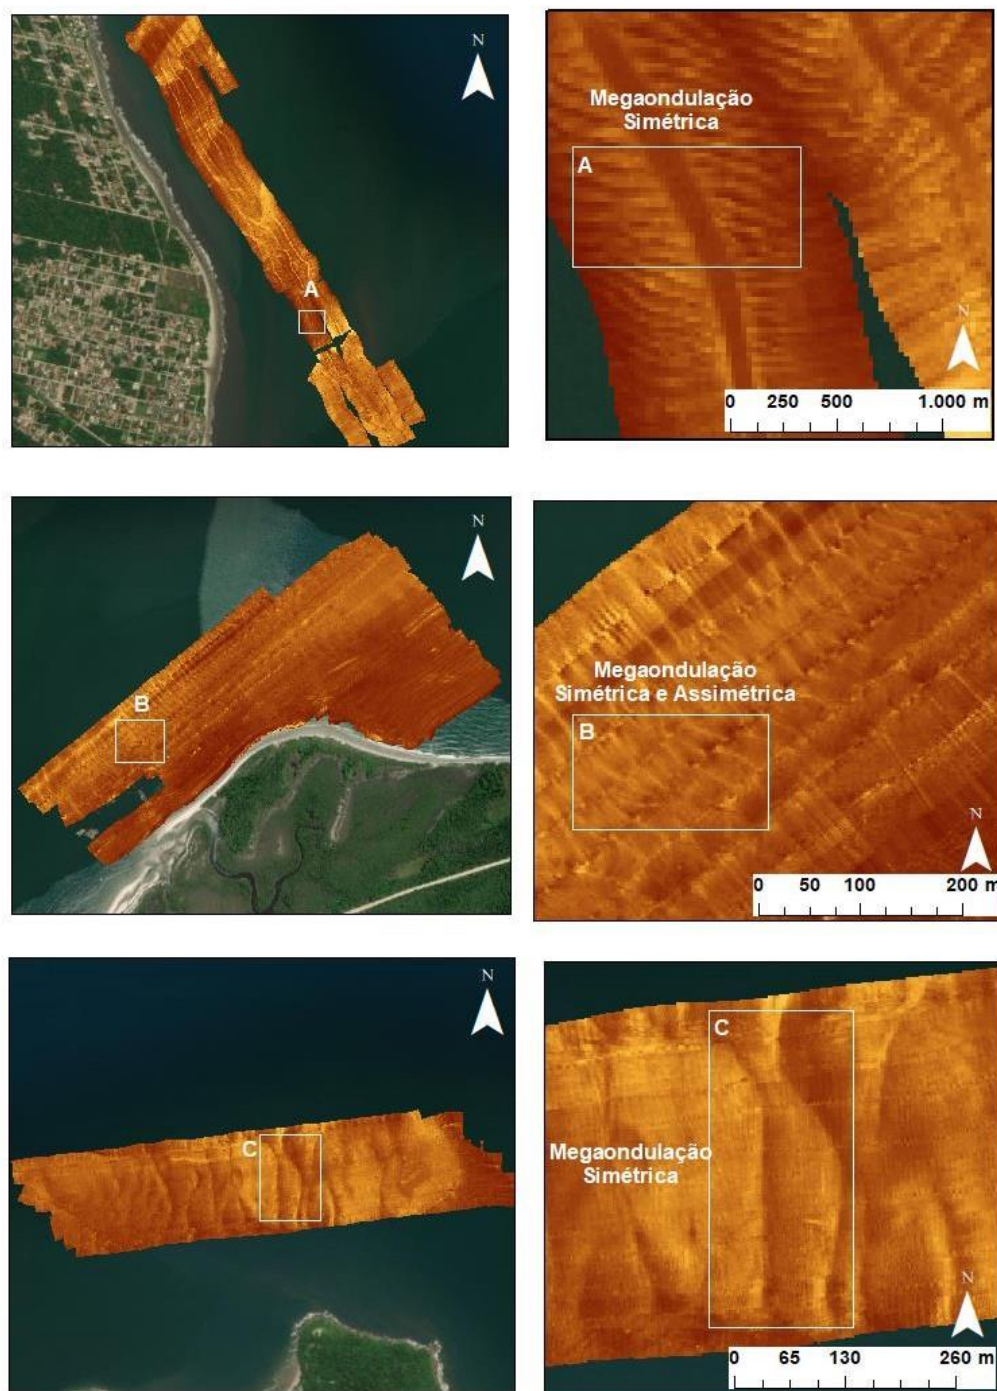 N
A
Megaondulação
Simétrica
A
N
0 250 500 1.000 m
N
B
Megaondulação
Simétrica e Assimétrica
B
N
0 50 100 200 m
N
C
C
Megaondulação
Simétrica
N
0 65 130 260 m